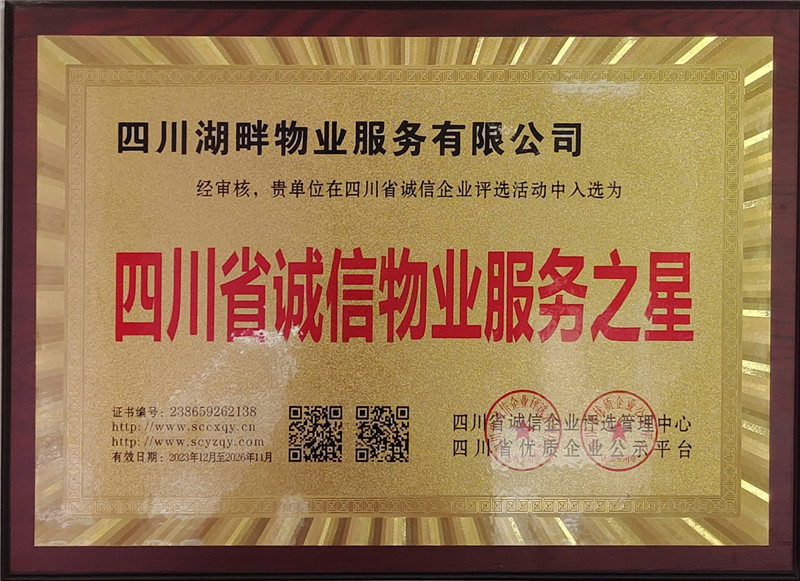 四川湖畔物业服务有限公司
经审核，贵单位在四川省诚信企业评选活动中入选为
四川省诚信物业服务之星
证书编号：238659262138
http://www.sccxqy.cn
http://www.scyzqy.com
有效日期：2023年12月至2026年11月
四川省诚信企业评选管理中心
四川省优质企业公示平台